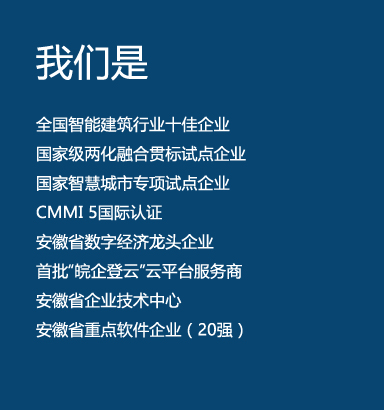 我们是
全国智能建筑行业十佳企业
国家级两化融合贯标试点企业
国家智慧城市专项试点企业
CMMI 5国际认证
安徽省数字经济龙头企业
首批”皖企登云”云平台服务商
安徽省企业技术中心
安徽省重点软件企业（20强）